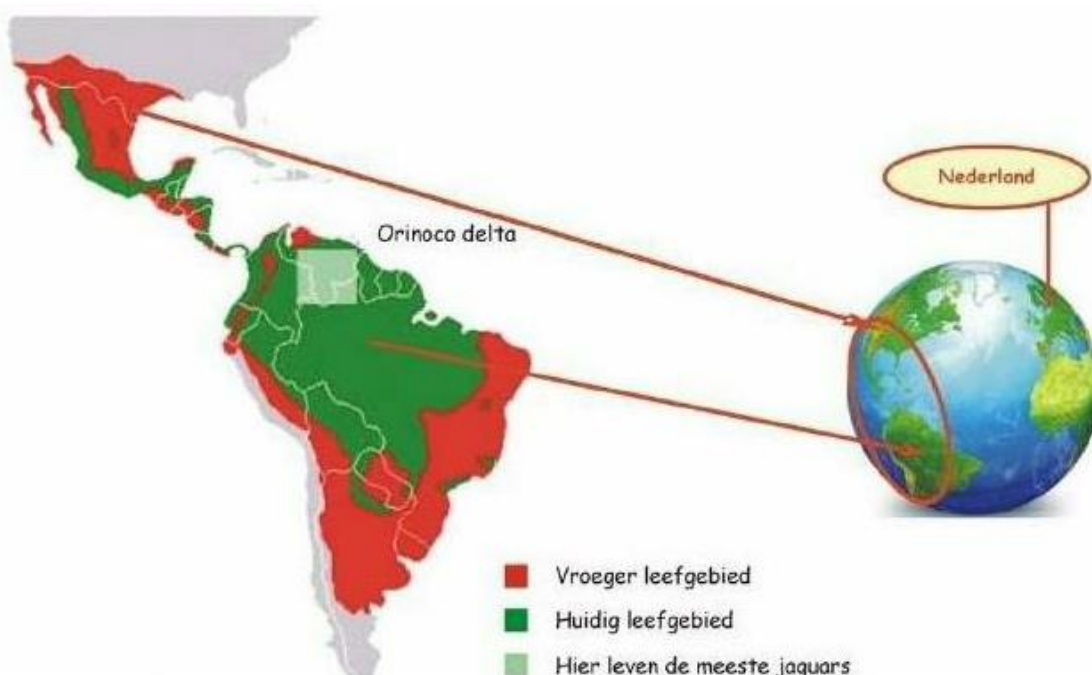 Nederland
Orinoco delta
Vroeger leefgebied
Huidig leefgebied
Hier leven de meeste jaguars